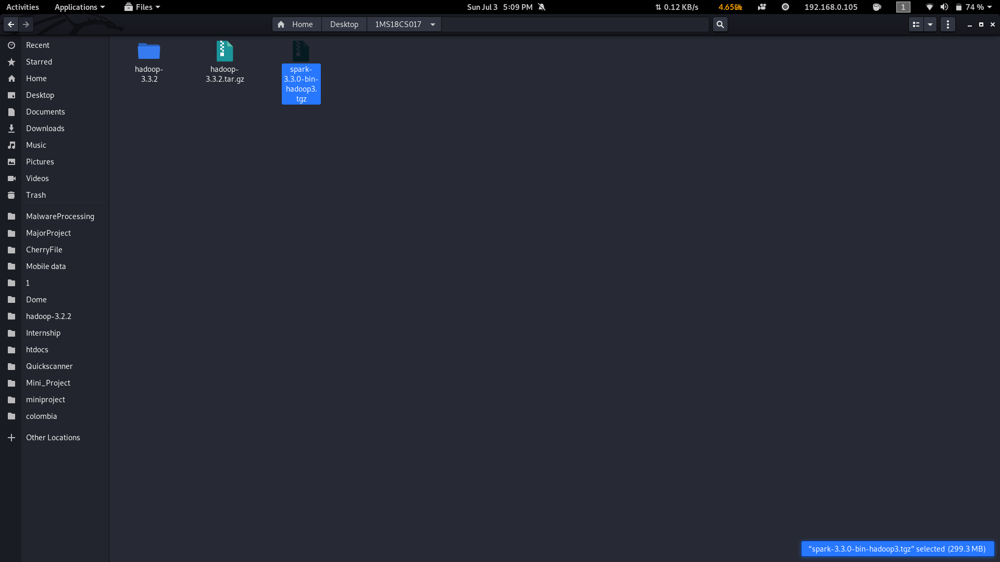 Activities Applications Files Sun Jul 3 5:09 PM ⇅ 0.12 KB/s 4.65GHz 192.168.0.105 1 74 %
Home Desktop 1MS18CS017
Recent
Starred
Home
Desktop
Documents
Downloads
Music
Pictures
Videos
Trash
MalwareProcessing
MajorProject
CherryFile
Mobile data
1
Dome
hadoop-3.2.2
Internship
htdocs
Quickscanner
Mini_Project
miniproject
colombia
Other Locations
hadoop-
3.3.2
hadoop-
3.3.2.tar.gz
spark-
3.3.0-bin-
hadoop3.
tgz
“spark-3.3.0-bin-hadoop3.tgz” selected (299.3 MB)